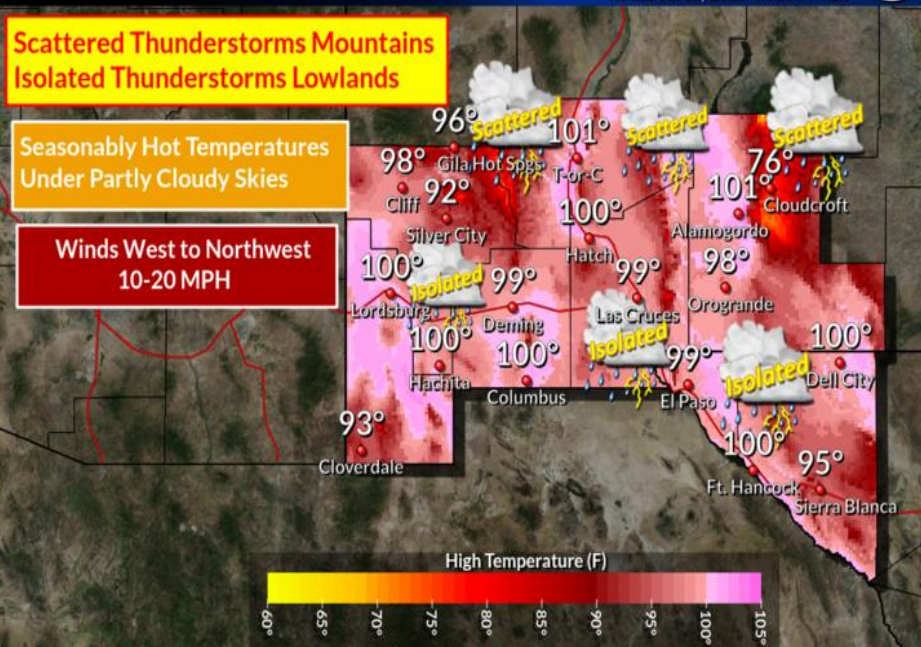 Scattered Thunderstorms Mountains
Isolated Thunderstorms Lowlands
Seasonably Hot Temperatures
Under Partly Cloudy Skies
Winds West to Northwest
10-20 MPH
96°
Gila Hot Spgs
Scattered
101°
T-or-C
Scattered
Scattered
76°
Cloudcroft
98°
Cliff
92°
Silver City
100°
Hatch
101°
Alamogordo
100°
Lordsburg
Isolated
99°
Deming
99°
Las Cruces
98°
Orogrande
100°
Hachita
100°
Columbus
Isolated
99°
El Paso
Isolated
100°
Dell City
93°
Cloverdale
100°
Ft. Hancock
95°
Sierra Blanca
High Temperature (F)
60° 65° 70° 75° 80° 85° 90° 95° 100° 105°